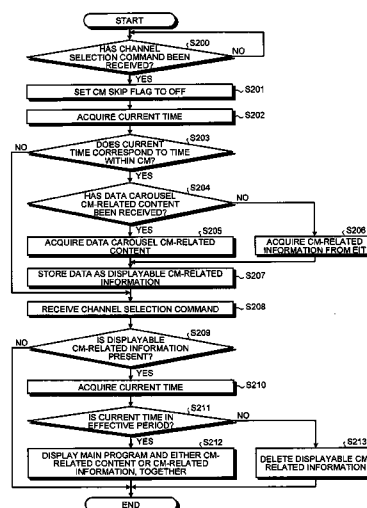 START
S200
HAS CHANNEL
SELECTION COMMAND BEEN
RECEIVED?
NO
YES
SET CM SKIP FLAG TO OFF
S201
ACQUIRE CURRENT TIME
S202
S203
DOES CURRENT
TIME CORRESPOND TO TIME
WITHIN CM?
NO
YES
S204
HAS DATA CAROUSEL
CM-RELATED CONTENT
BEEN RECEIVED?
NO
YES
S205
ACQUIRE DATA CAROUSEL CM-RELATED
CONTENT
S206
ACQUIRE CM-RELATED
INFORMATION FROM EIT
STORE DATA AS DISPLAYABLE CM-RELATED
INFORMATION
S207
RECEIVE CHANNEL SELECTION COMMAND
S208
S209
IS DISPLAYABLE
CM-RELATED INFORMATION
PRESENT?
NO
YES
ACQUIRE CURRENT TIME
S210
S211
IS CURRENT TIME IN
EFFECTIVE PERIOD?
NO
YES
S212
DISPLAY MAIN PROGRAM AND EITHER CM-
RELATED CONTENT OR CM-RELATED
INFORMATION, TOGETHER
S213
DELETE DISPLAYABLE CM-
RELATED INFORMATION
END